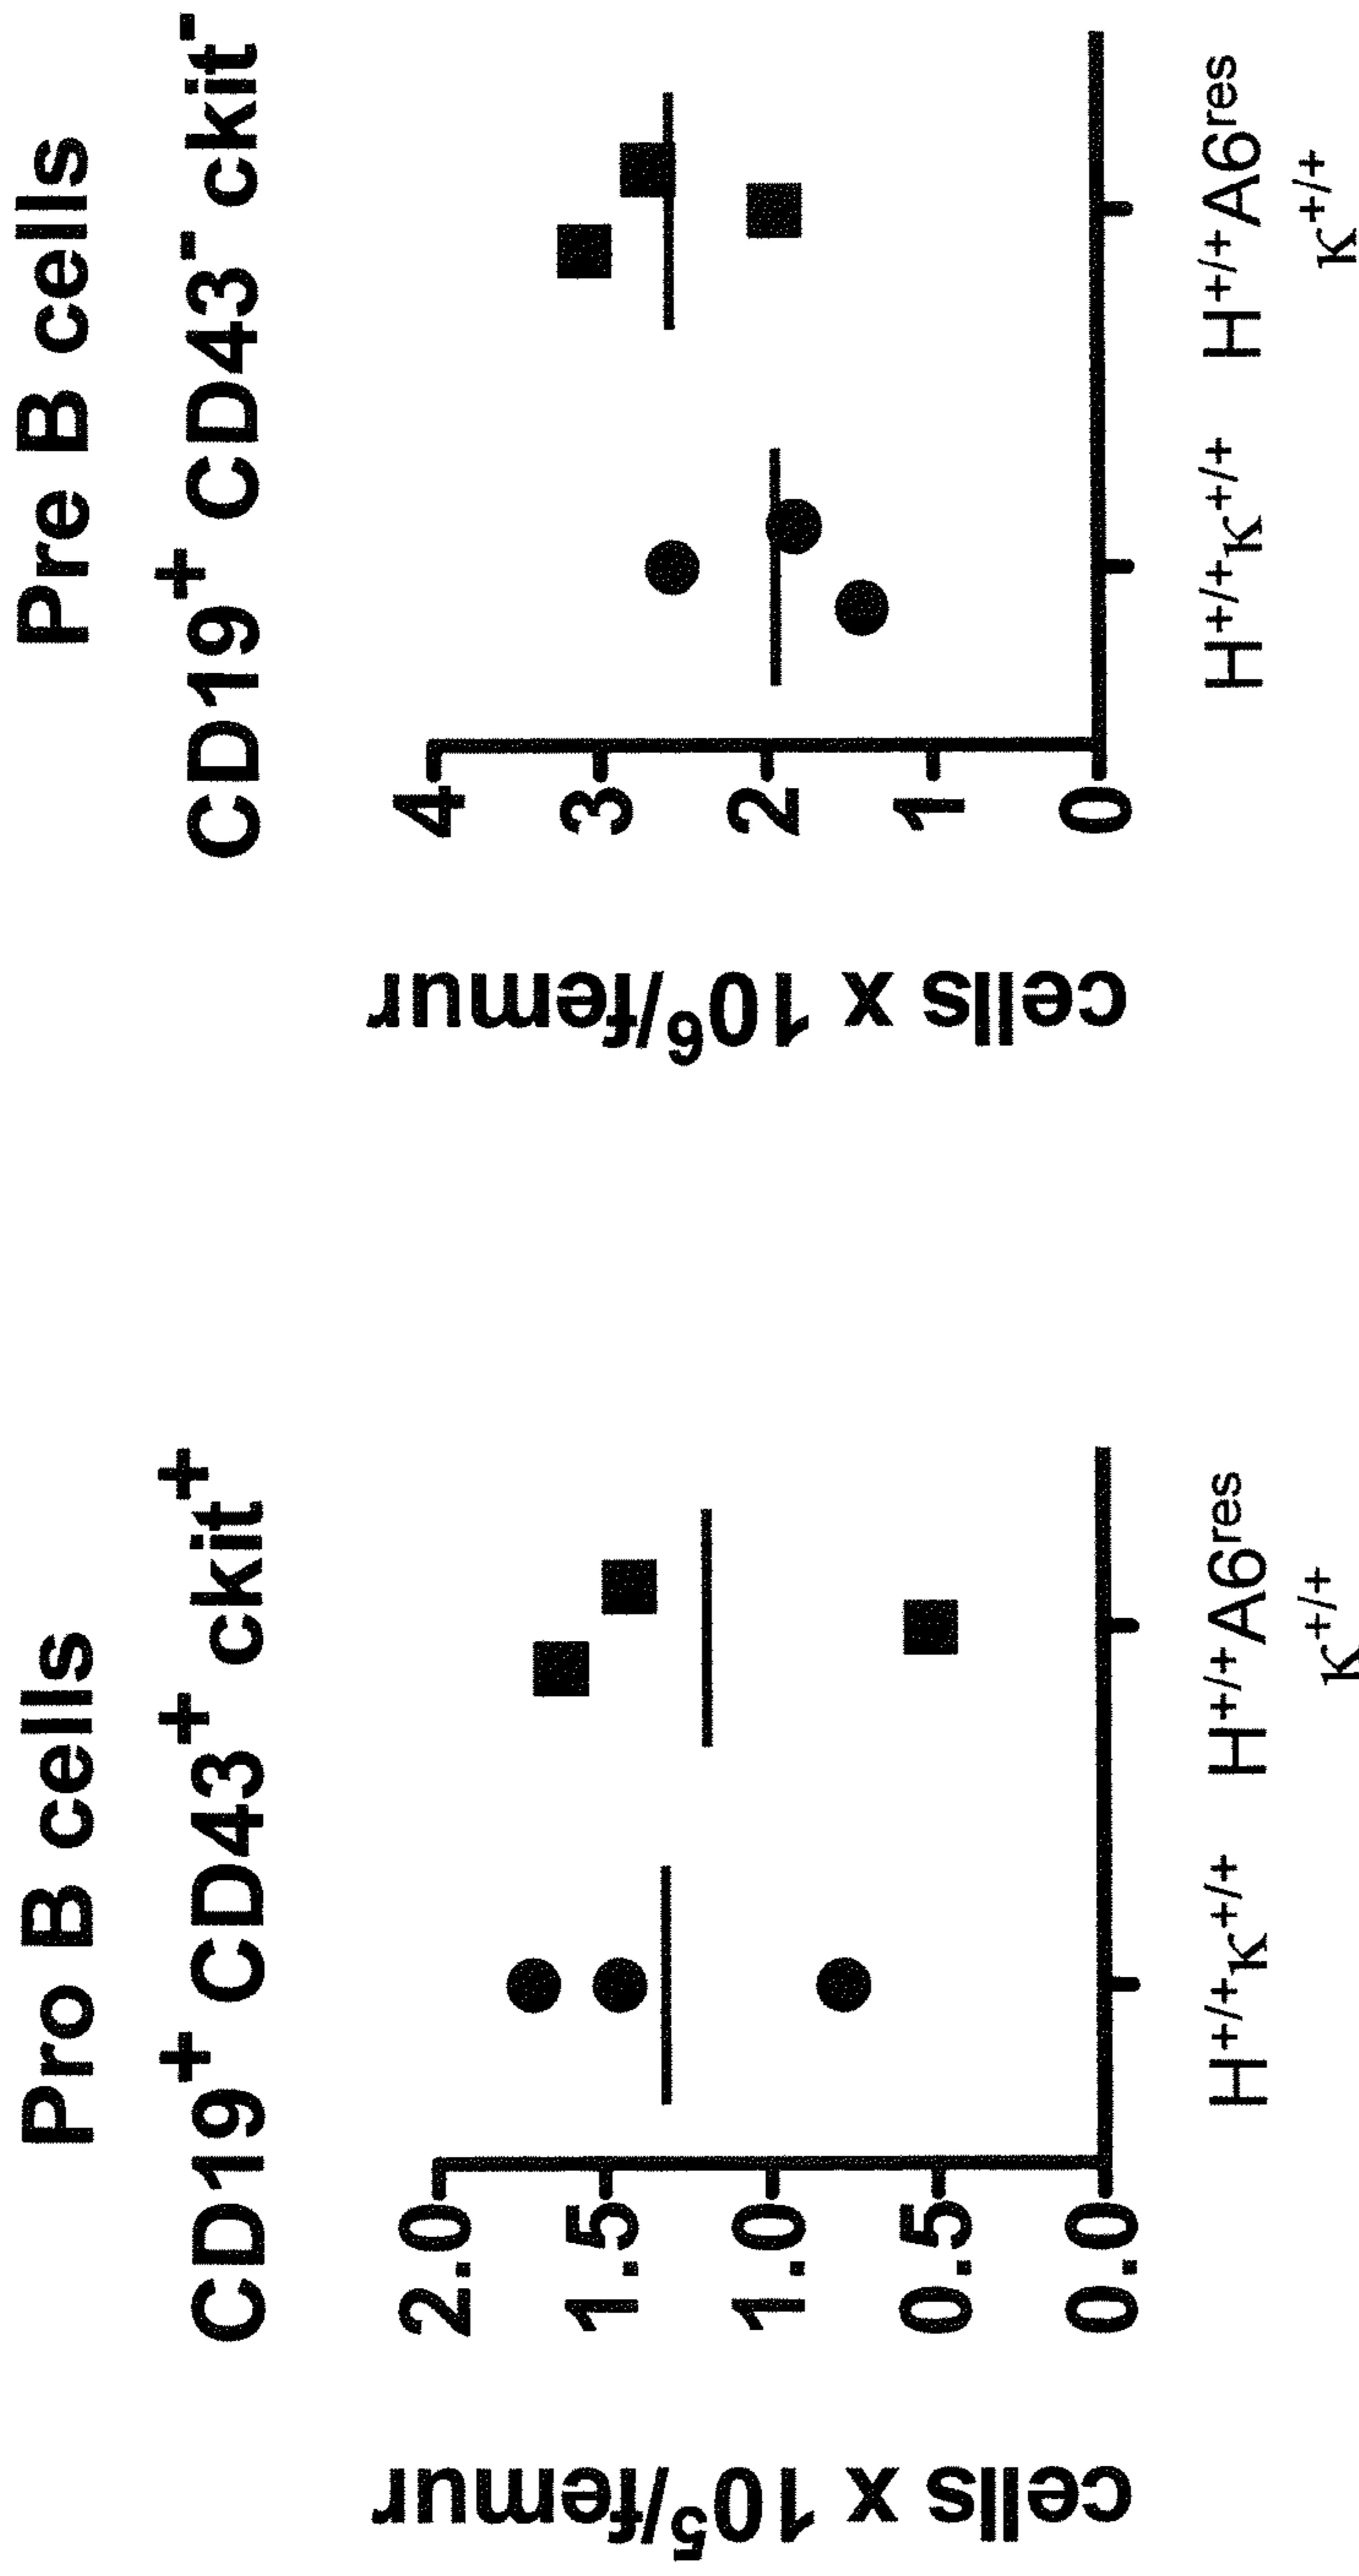 Pro B cells
CD19⁺ CD43⁺ ckit⁺
cells x 10⁵/femur
2.0
1.5
1.0
0.5
0.0
H⁺/⁺κ⁺/⁺ H⁺/⁺A6ʳᵉˢ
κ⁺/⁺
Pre B cells
CD19⁺ CD43⁻ ckit⁻
cells x 10⁶/femur
4
3
2
1
0
H⁺/⁺κ⁺/⁺ H⁺/⁺A6ʳᵉˢ
κ⁺/⁺